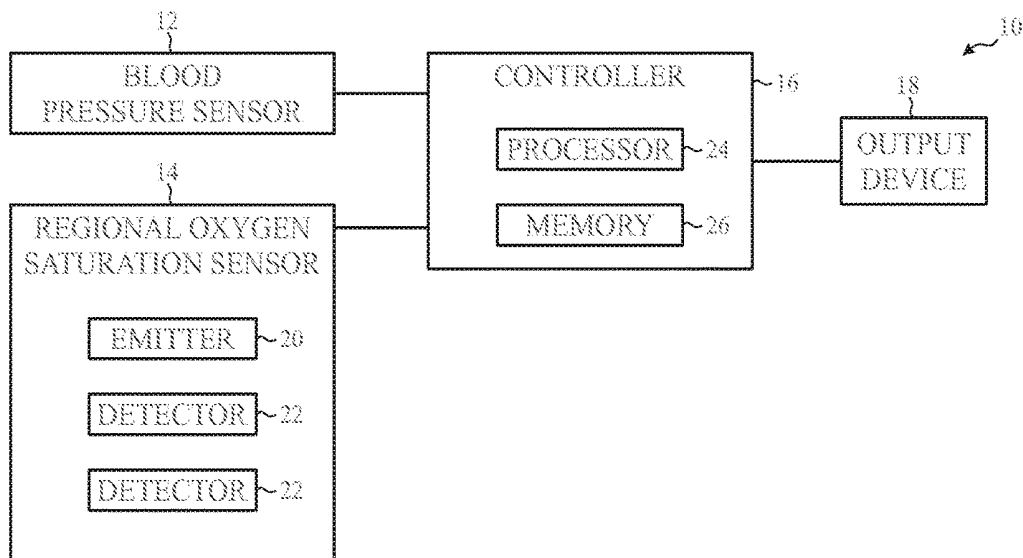 10
12
BLOOD
PRESSURE SENSOR
14
REGIONAL OXYGEN
SATURATION SENSOR
EMITTER 20
DETECTOR 22
DETECTOR 22
CONTROLLER
16
PROCESSOR 24
MEMORY 26
18
OUTPUT
DEVICE